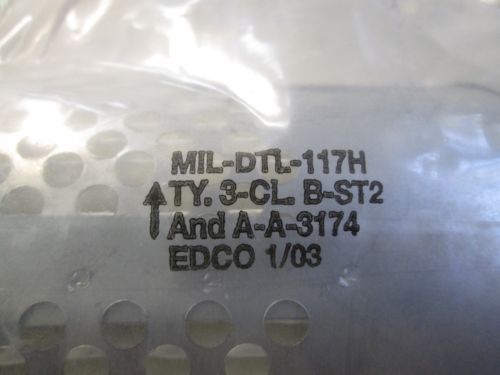 MIL-DTL-117H
TY. 3-CL. B-ST2
And A-A-3174
EDCO 1/03